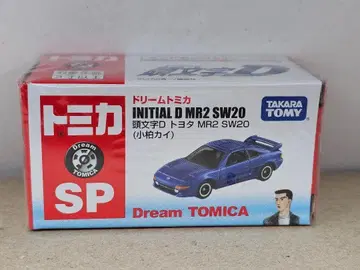 トミカ
Dream
TOMICA
SP
ドリームトミカ
INITIAL D MR2 SW20
頭文字D トヨタ MR2 SW20
(小柏カイ)
TAKARA
TOMY
Dream TOMICA